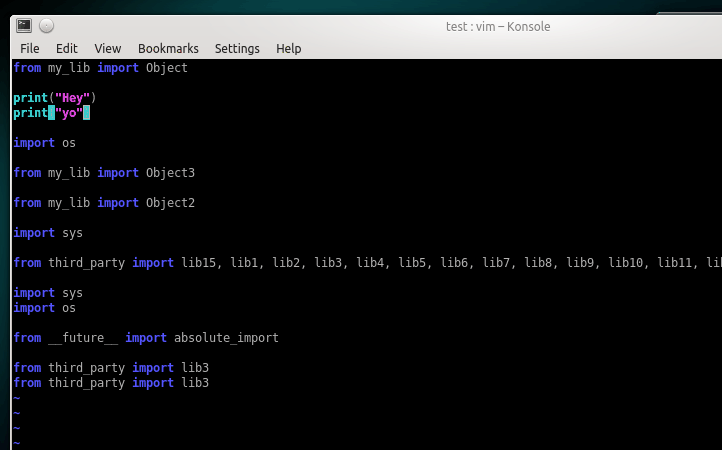 test : vim – Konsole
File Edit View Bookmarks Settings Help
from my_lib import Object
print("Hey")
print("yo")
import os
from my_lib import Object3
from my_lib import Object2
import sys
from third_party import lib15, lib1, lib2, lib3, lib4, lib5, lib6, lib7, lib8, lib9, lib10, lib11,
import sys
import os
from __future__ import absolute_import
from third_party import lib3
from third_party import lib3
~
~
~
~